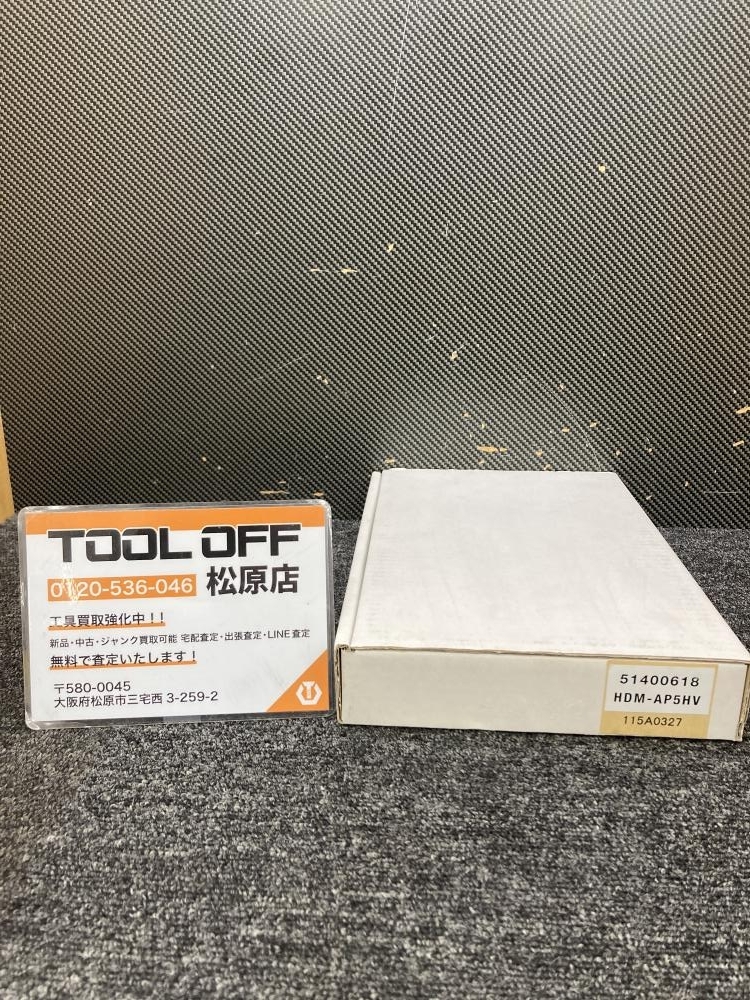 TOOL OFF
0120-536-046 松原店
工具買取強化中！！
新品・中古・ジャンク買取可能 宅配査定・出張査定・LINE査定
無料で査定いたします！
〒580-0045
大阪府松原市三宅西 3-259-2
51400618
HDM-AP5HV
115A0327